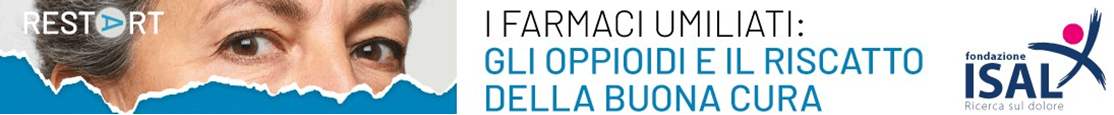 RESTART
I FARMACI UMILIATI:
GLI OPPIOIDI E IL RISCATTO
DELLA BUONA CURA
fondazione
ISAL
Ricerca sul dolore